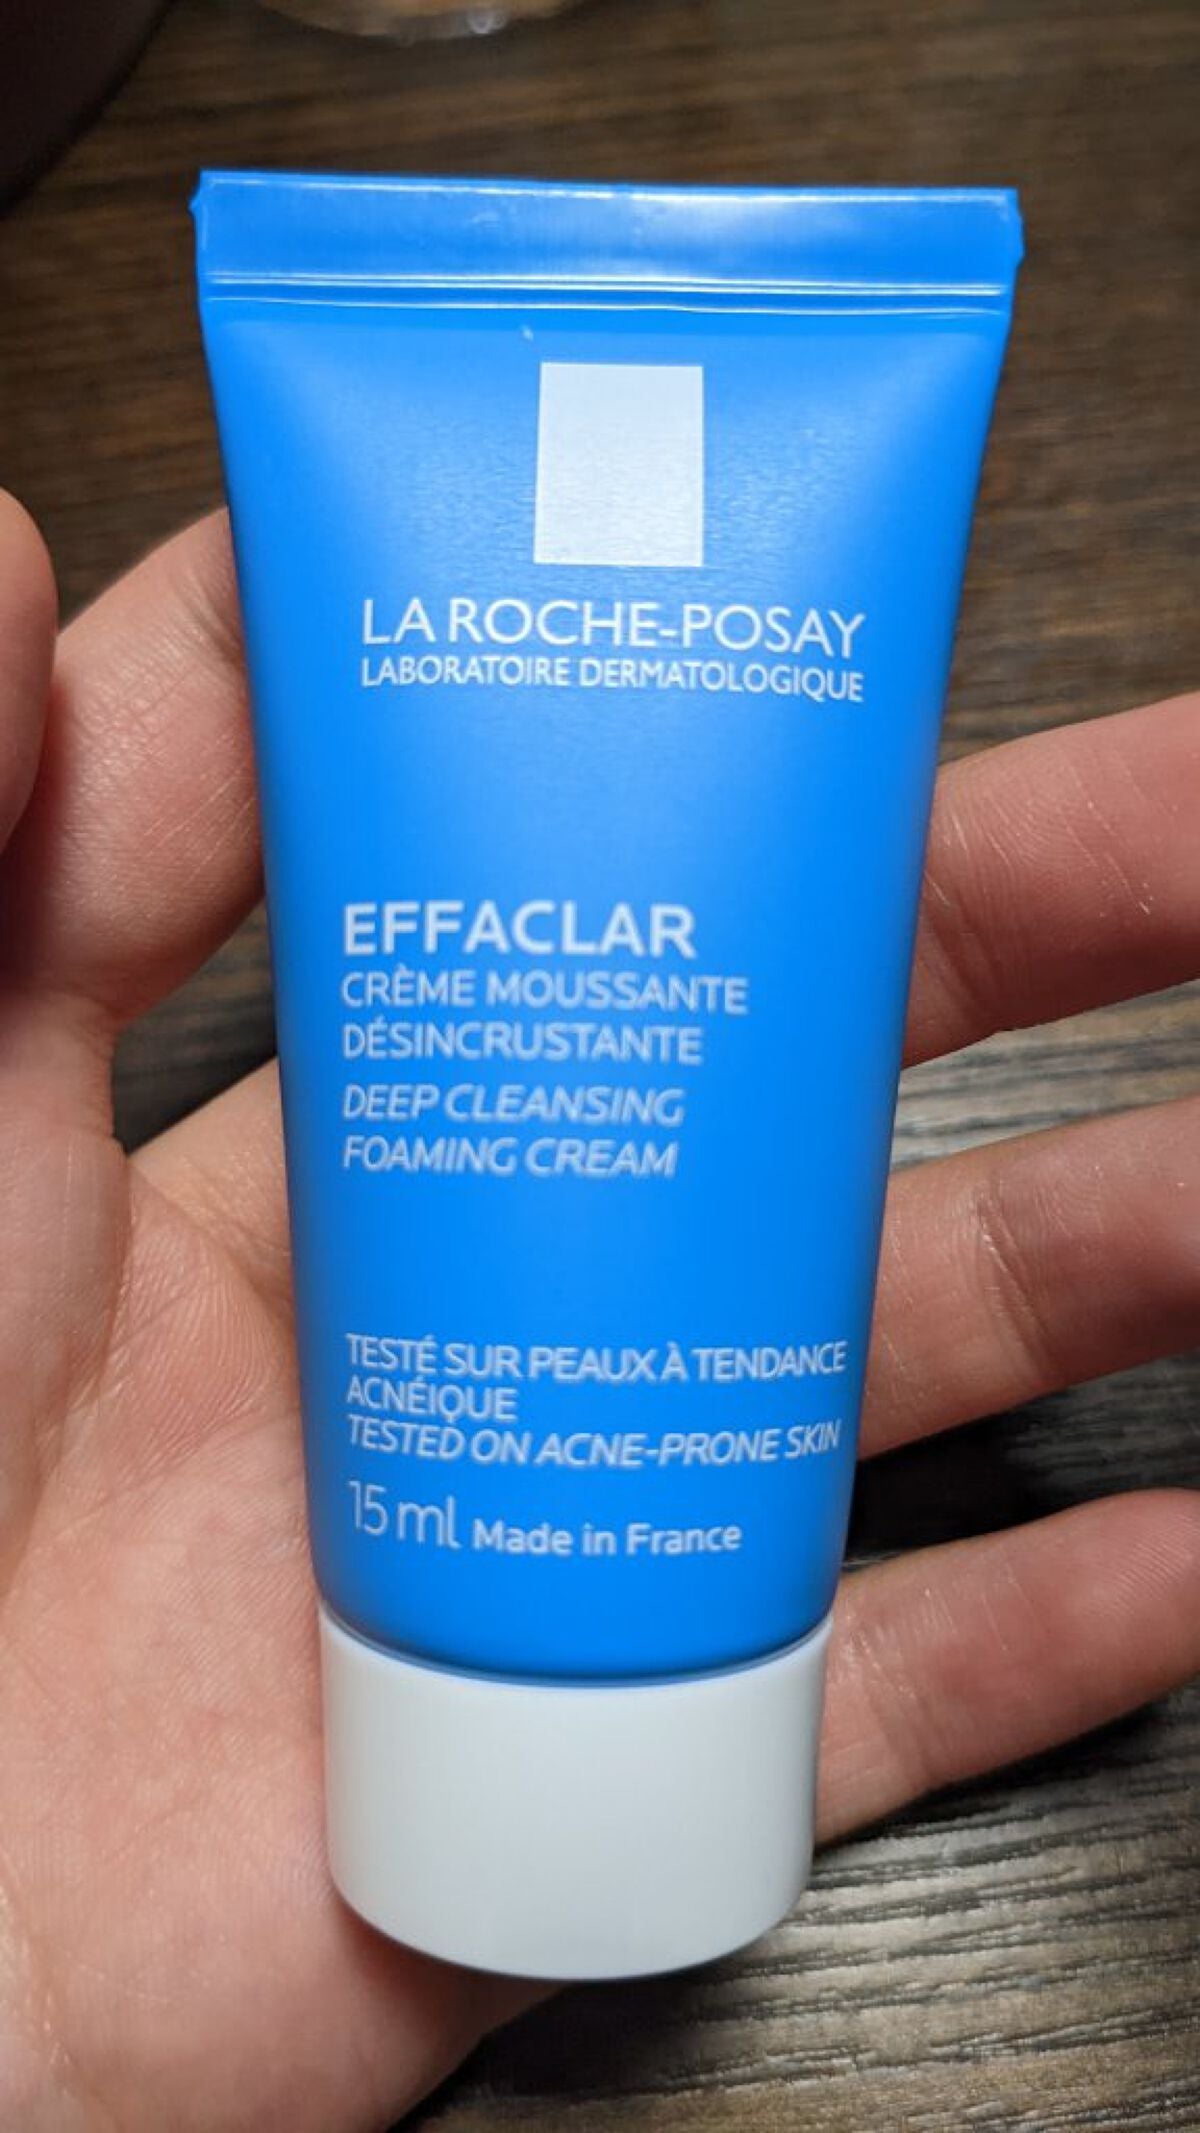 LA ROCHE-POSAY
LABORATOIRE DERMATOLOGIQUE
EFFACLAR
CRÈME MOUSSANTE
DÉSINCRUSTANTE
DEEP CLEANSING
FOAMING CREAM
TESTÉ SUR PEAUX À TENDANCE
ACNÉIQUE
TESTED ON ACNE-PRONE SKIN
15 ml Made in France